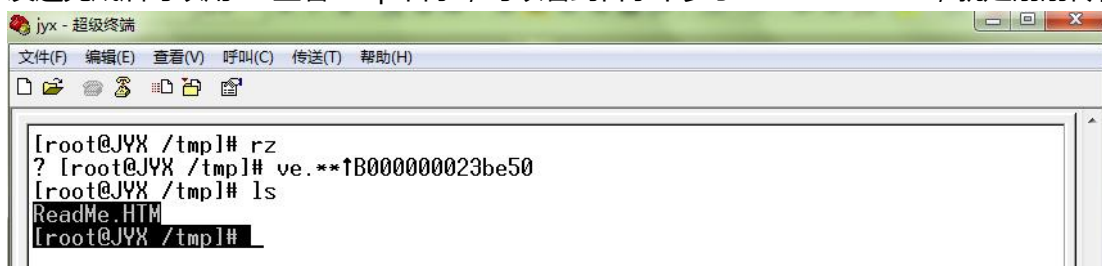 jyx - 超级终端
文件(F) 编辑(E) 查看(V) 呼叫(C) 传送(T) 帮助(H)
[root@JYX /tmp]# rz
? [root@JYX /tmp]# ve.**↑B000000023be50
[root@JYX /tmp]# ls
ReadMe.HTM
[root@JYX /tmp]# _